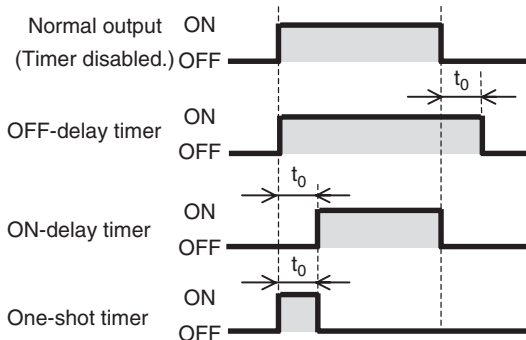 Normal output ON
(Timer disabled.) OFF
t0
OFF-delay timer ON
OFF
t0
ON-delay timer ON
OFF
t0
One-shot timer ON
OFF